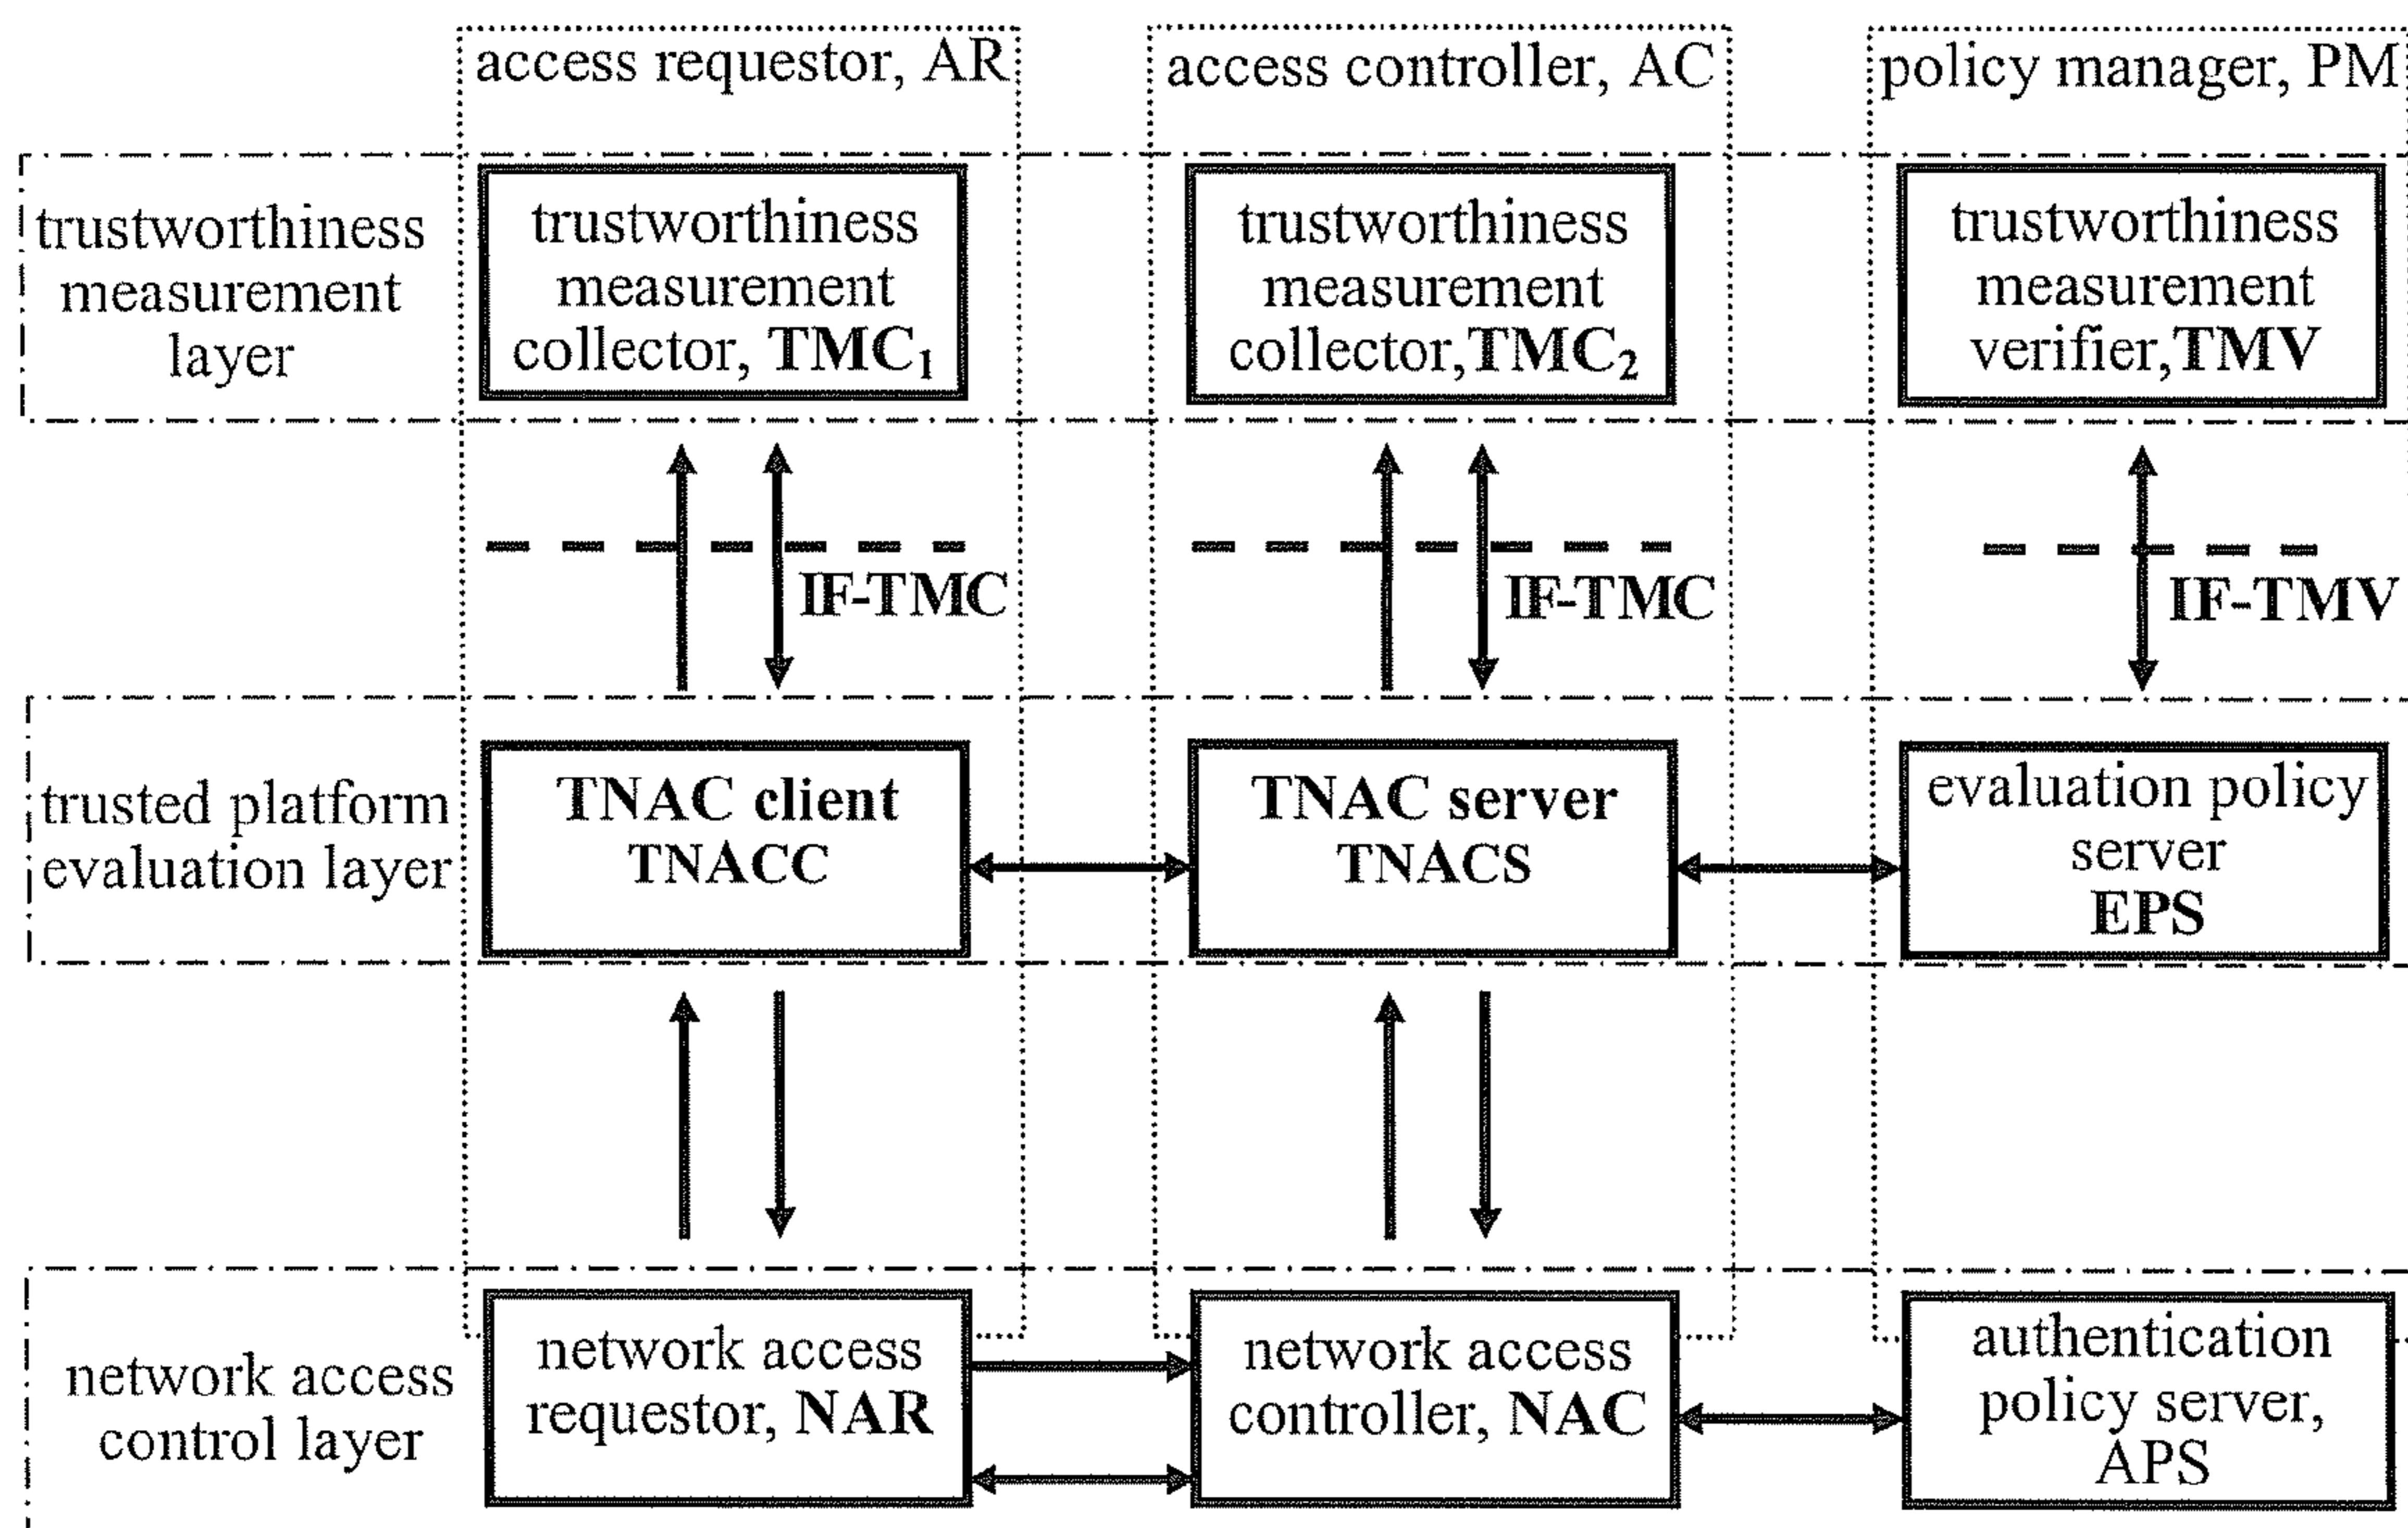 access requestor, AR
access controller, AC
policy manager, PM
trustworthiness
measurement
layer
trustworthiness
measurement
collector, TMC₁
trustworthiness
measurement
collector,TMC₂
trustworthiness
measurement
verifier,TMV
IF-TMC
IF-TMC
IF-TMV
trusted platform
evaluation layer
TNAC client
TNACC
TNAC server
TNACS
evaluation policy
server
EPS
network access
control layer
network access
requestor, NAR
network access
controller, NAC
authentication
policy server,
APS